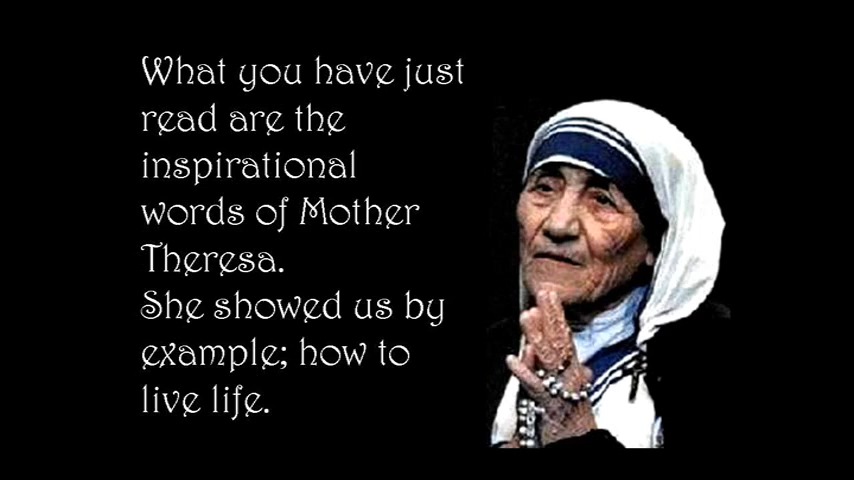 What you have just
read are the
inspirational
words of Mother
Theresa.
She showed us by
example; how to
live life.